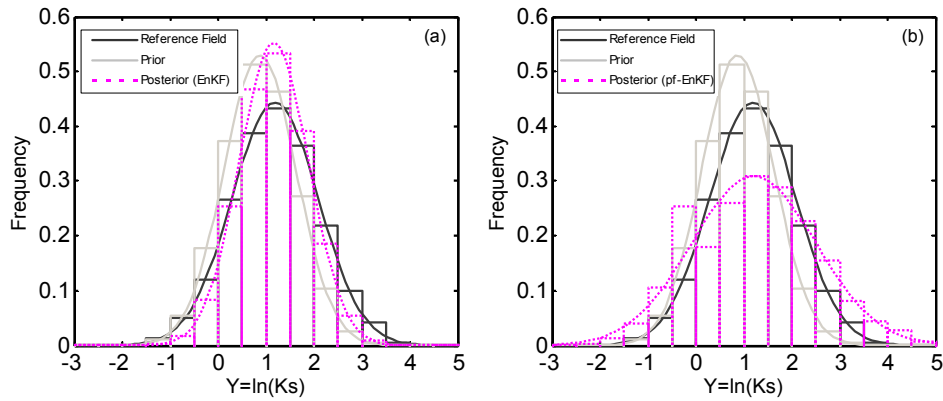 0.6
0.5
0.4
0.3
0.2
0.1
0
Frequency
Reference Field
Prior
Posterior (EnKF)
(a)
-3 -2 -1 0 1 2 3 4 5
Y=ln(Ks)
0.6
0.5
0.4
0.3
0.2
0.1
0
Frequency
Reference Field
Prior
Posterior (pf-EnKF)
(b)
-3 -2 -1 0 1 2 3 4 5
Y=ln(Ks)